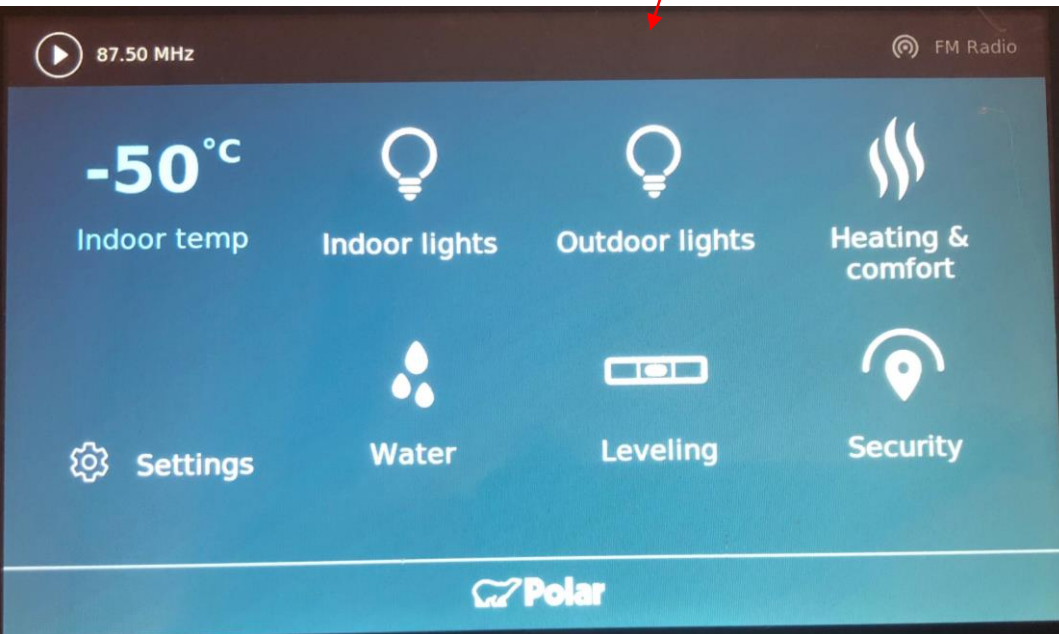 87.50 MHz
FM Radio
-50°C
Indoor temp
Indoor lights
Outdoor lights
Heating &
comfort
Settings
Water
Leveling
Security
Polar